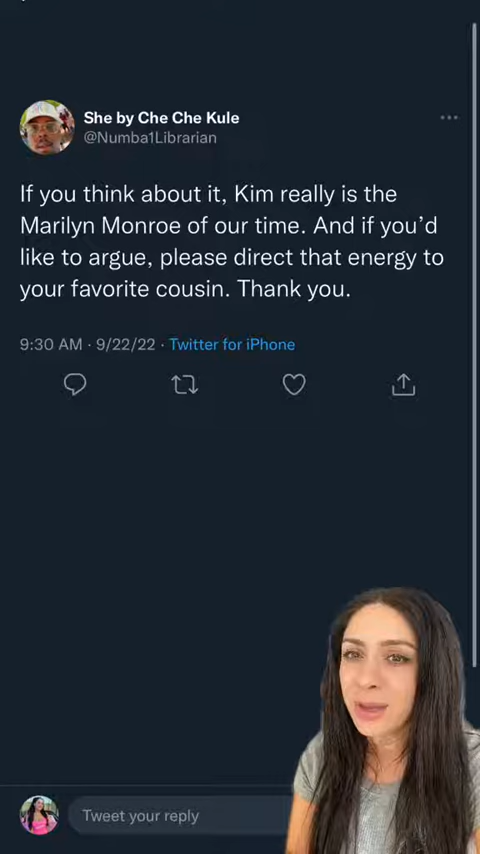 She by Che Che Kule
@Numba1Librarian
If you think about it, Kim really is the
Marilyn Monroe of our time. And if you’d
like to argue, please direct that energy to
your favorite cousin. Thank you.
9:30 AM · 9/22/22 · Twitter for iPhone
Tweet your reply